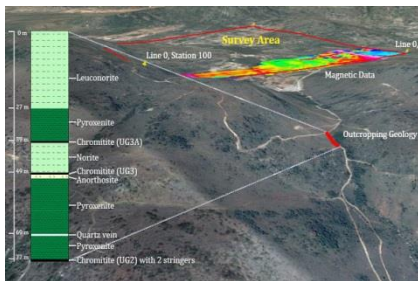 0 m
Survey Area
Line 0, Station 100
Line 0,
Magnetic Data
Leuconorite
27 m
Pyroxenite
Chromitite (UG3A)
Norite
Chromitite (UG3)
Anorthosite
Outcropping Geology
Pyroxenite
Quartz vein
Pyroxenite
Chromitite (UG2) with 2 stringers